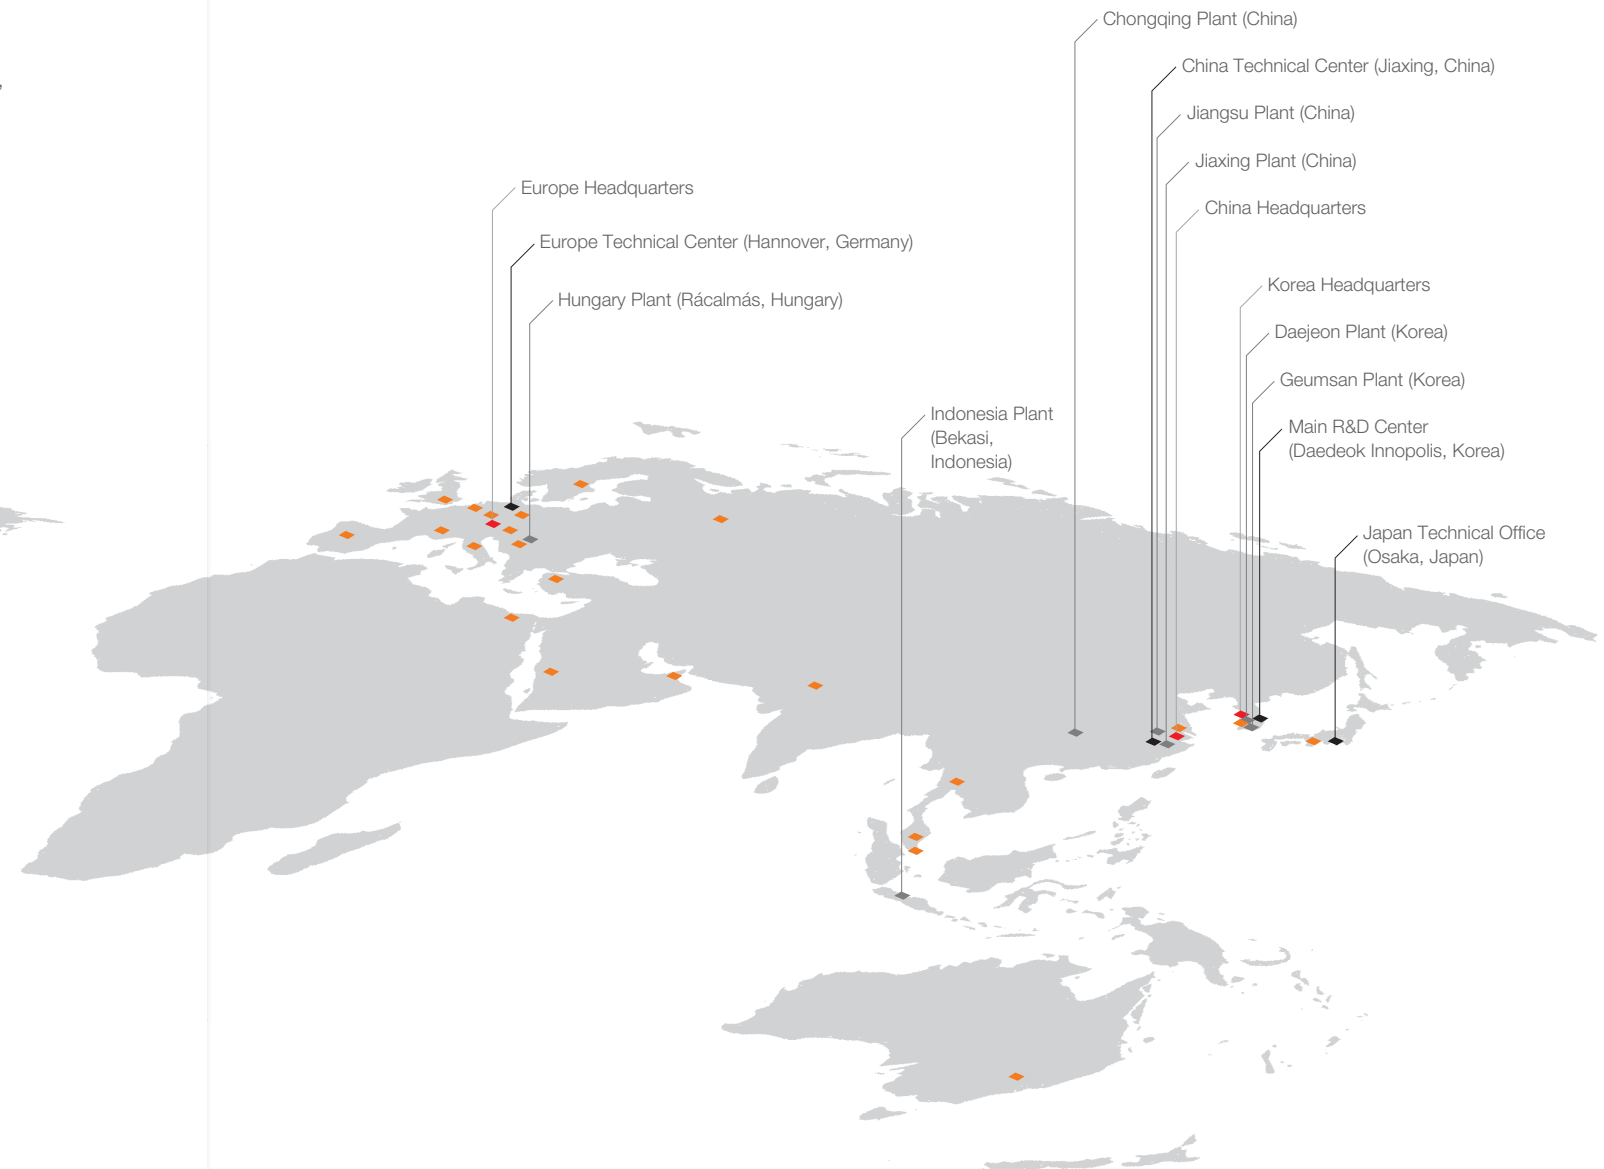 ,
Chongqing Plant (China)
China Technical Center (Jiaxing, China)
Jiangsu Plant (China)
Jiaxing Plant (China)
China Headquarters
Europe Headquarters
Europe Technical Center (Hannover, Germany)
Hungary Plant (Rácalmás, Hungary)
Korea Headquarters
Daejeon Plant (Korea)
Geumsan Plant (Korea)
Main R&D Center
(Daedeok Innopolis, Korea)
Indonesia Plant
(Bekasi,
Indonesia)
Japan Technical Office
(Osaka, Japan)